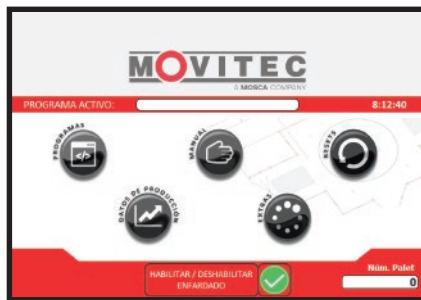 MOVITEC
A MOSCA COMPANY
PROGRAMA ACTIVO:
8:12:40
PROGRAMAS
</>
MANUAL
RESETS
DATOS DE PRODUCCIÓN
EXTRAS
HABILITAR / DESHABILITAR
ENFARDADO
Núm. Palet
0